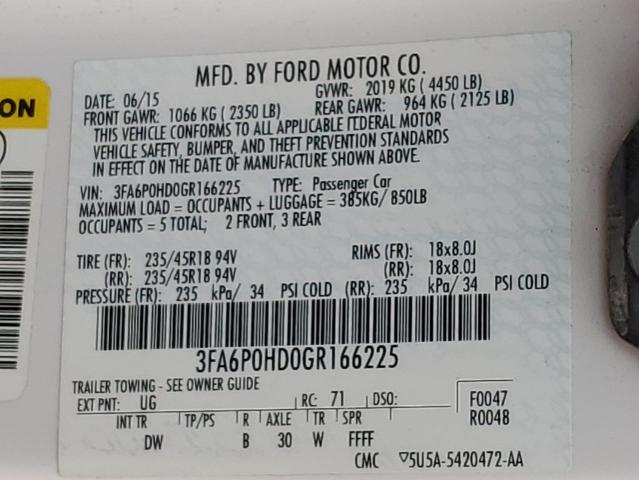 ON
MFD. BY FORD MOTOR CO.
DATE: 06/15 GVWR: 2019 KG ( 4450 LB)
FRONT GAWR: 1066 KG ( 2350 LB) REAR GAWR: 964 KG ( 2125 LB)
THIS VEHICLE CONFORMS TO ALL APPLICABLE FEDERAL MOTOR
VEHICLE SAFETY, BUMPER, AND THEFT PREVENTION STANDARDS
IN EFFECT ON THE DATE OF MANUFACTURE SHOWN ABOVE.
VIN: 3FA6P0HD0GR166225 TYPE: Passenger Car
MAXIMUM LOAD = OCCUPANTS + LUGGAGE = 385KG/ 850LB
OCCUPANTS = 5 TOTAL; 2 FRONT, 3 REAR
TIRE (FR): 235/45R18 94V RIMS (FR): 18x8.0J
(RR): 235/45R18 94V (RR): 18x8.0J
PRESSURE (FR): 235 kPa/ 34 PSI COLD (RR): 235 kPa/ 34 PSI COLD
3FA6P0HD0GR166225
TRAILER TOWING - SEE OWNER GUIDE
EXT PNT: UG RC: 71 DSO: F0047
INT TR TP/PS R AXLE TR SPR R0048
DW B 30 W FFFF
CMC ▽5U5A-5420472-AA